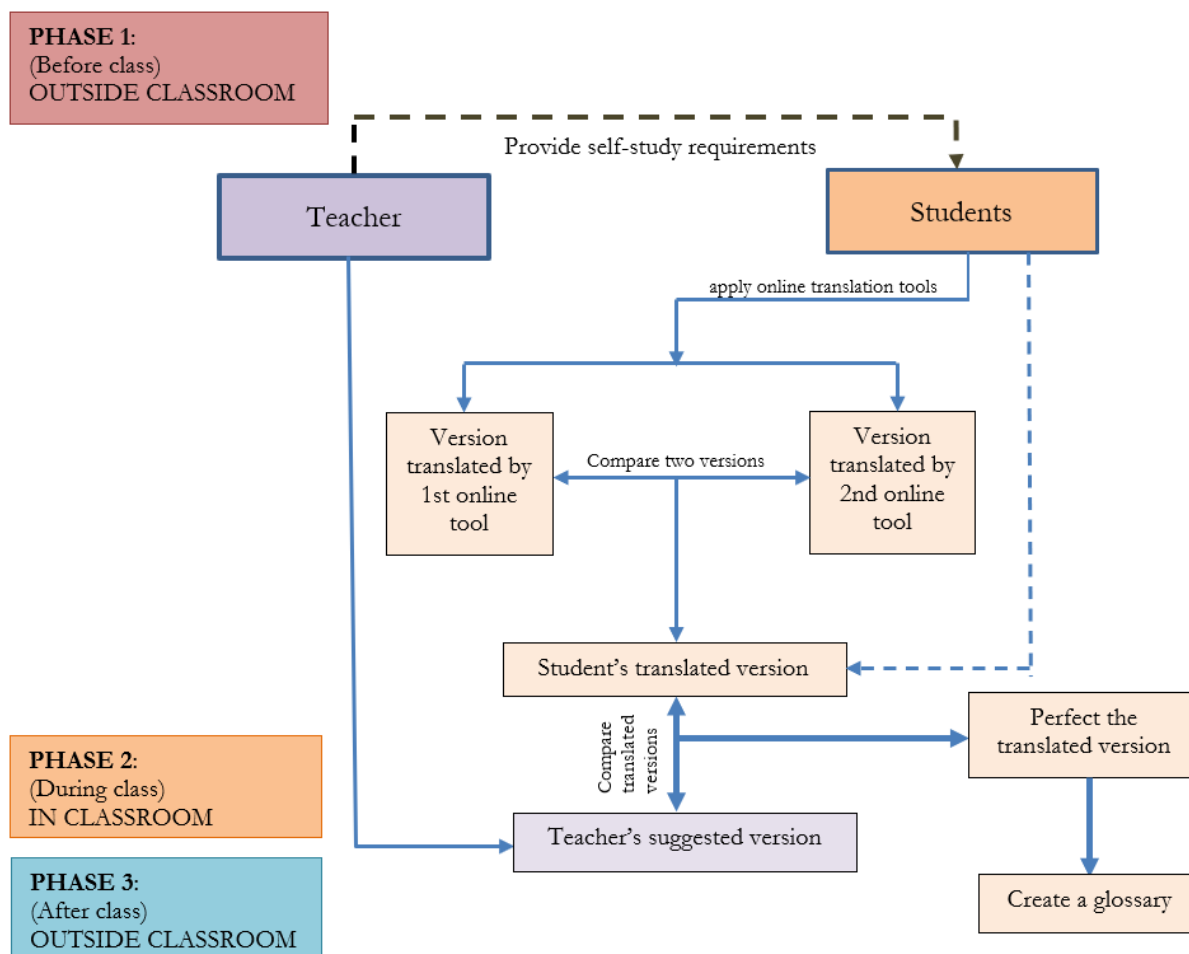 PHASE 1:
(Before class)
OUTSIDE CLASSROOM
Provide self-study requirements
Teacher
Students
apply online translation tools
Version
translated by
1st online
tool
Compare two versions
Version
translated by
2nd online
tool
Student’s translated version
Compare
translated
versions
Perfect the
translated version
PHASE 2:
(During class)
IN CLASSROOM
Teacher’s suggested version
PHASE 3:
(After class)
OUTSIDE CLASSROOM
Create a glossary